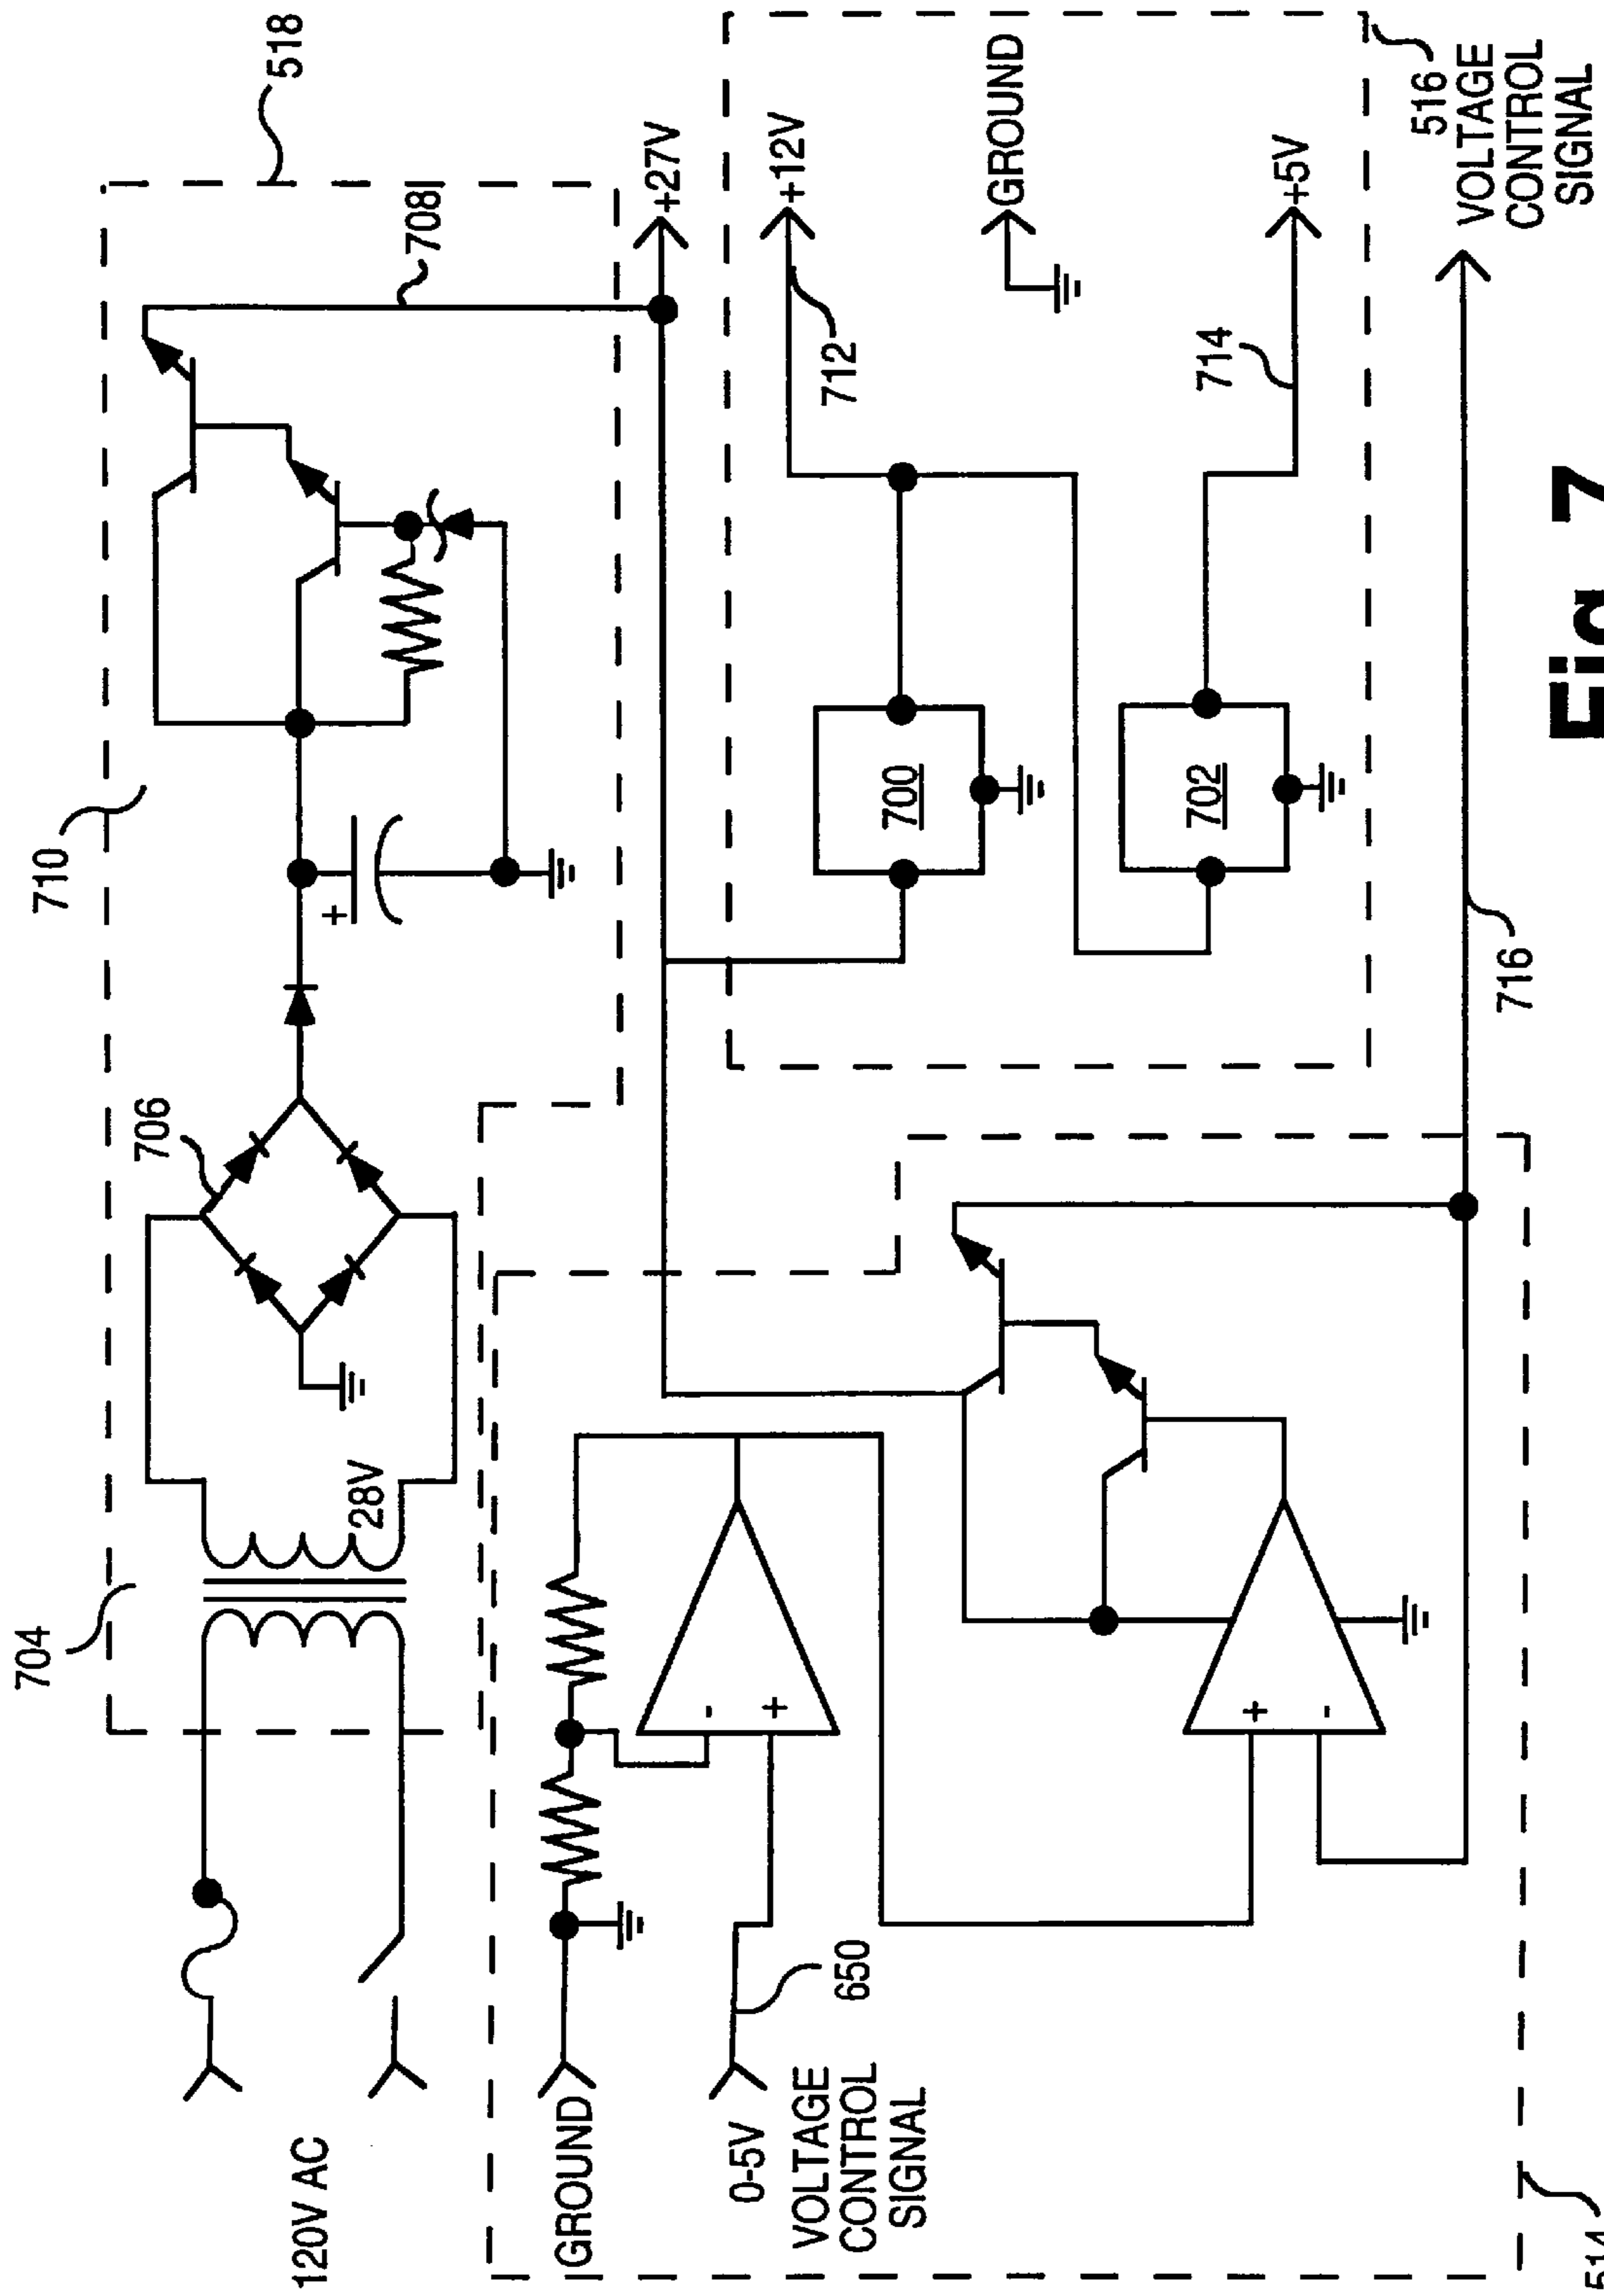 704
710
518
120V AC
28V
706
708
+27V
GROUND
0-5V
VOLTAGE
CONTROL
SIGNAL
650
-
+
+
-
+
700
702
712
714
+12V
GROUND
+5V
516
VOLTAGE
CONTROL
SIGNAL
716
514
Fig. 7